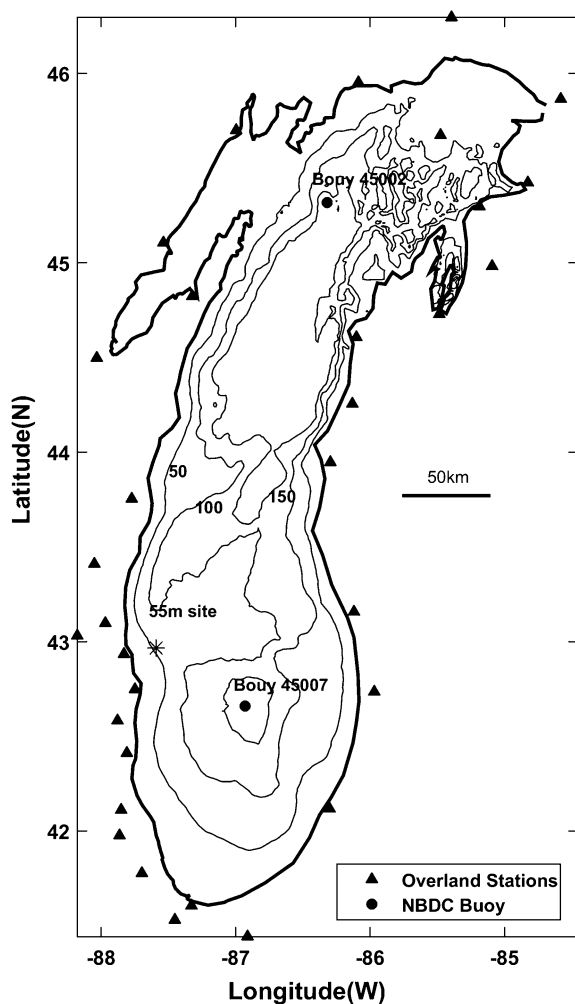 46
Bouy 45002
45
44
50
50km
150
100
Latitude(N)
55m site
43
Bouy 45007
42
Overland Stations
NBDC Buoy
-88
-87
-86
-85
Longitude(W)